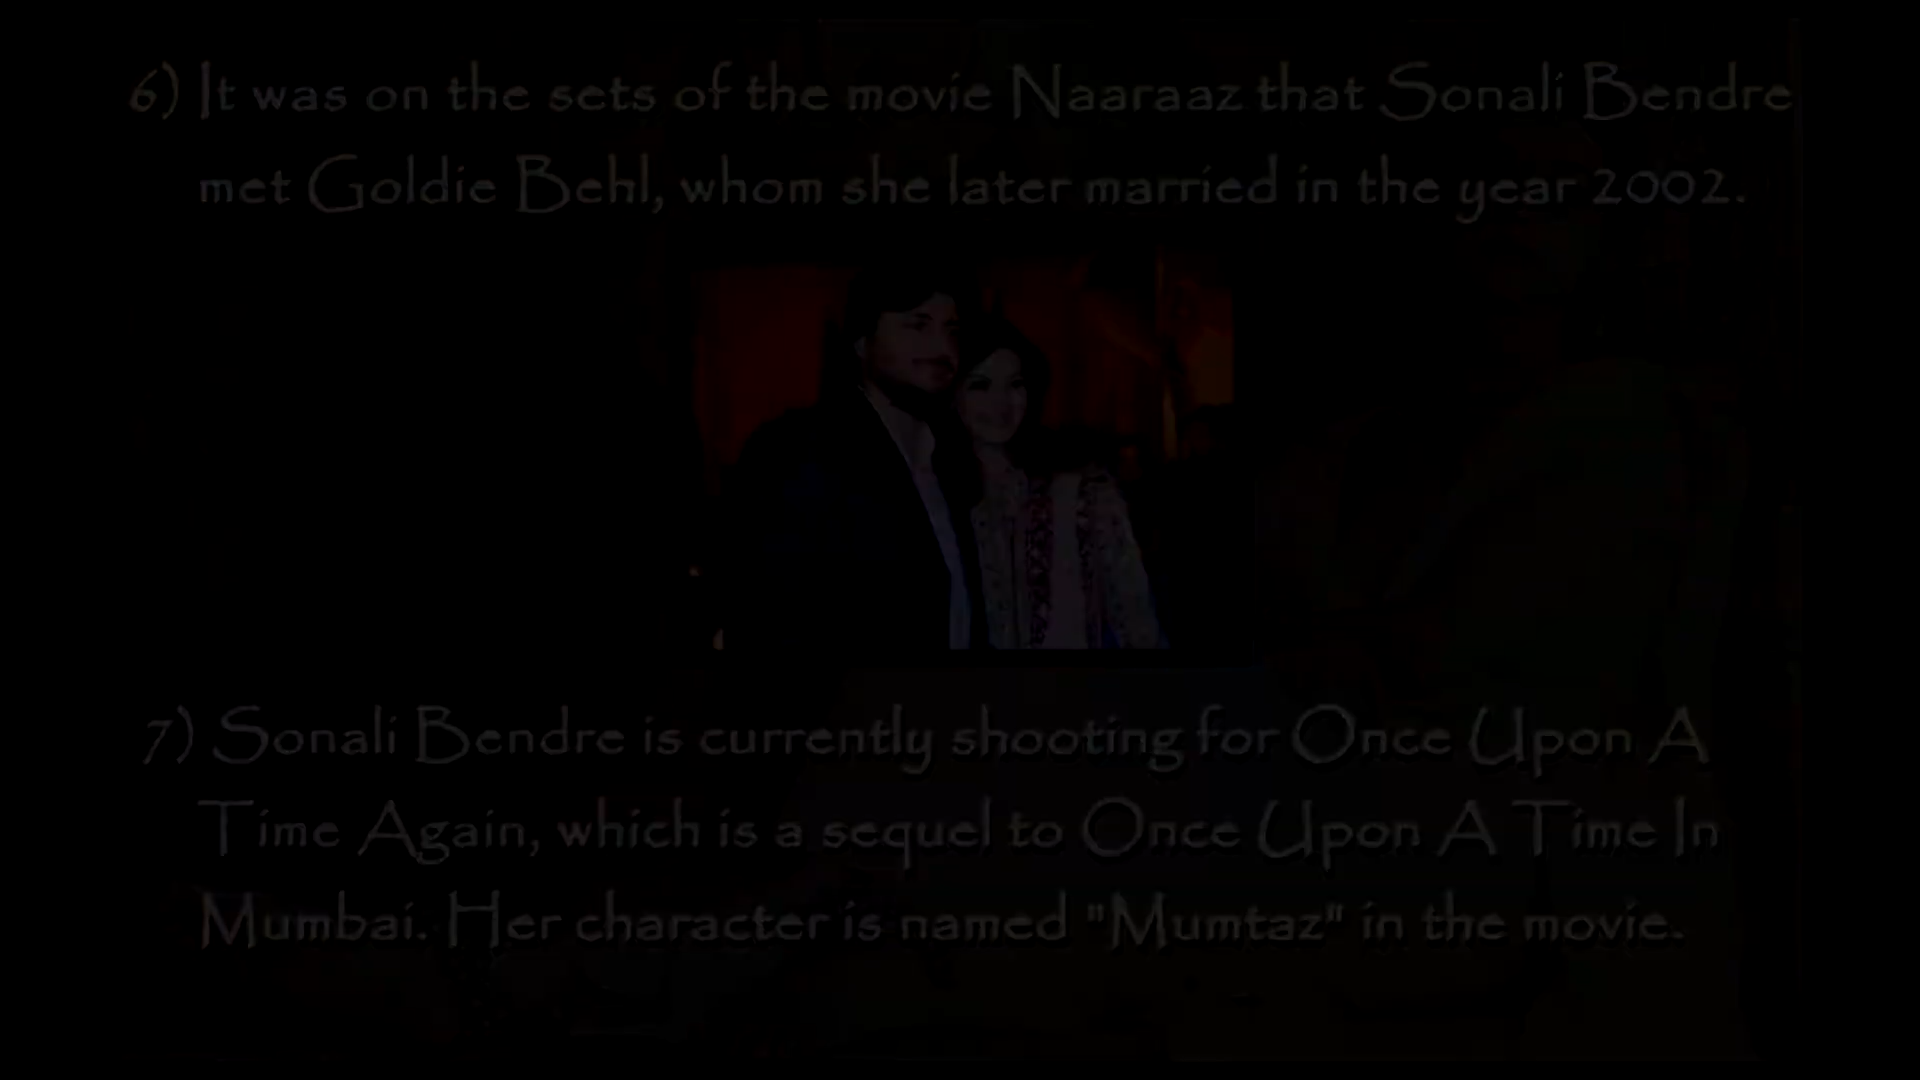 6) It was on the sets of the movie Naaraaz that Sonali Bendre
met Goldie Behl, whom she later married in the year 2002.
7) Sonali Bendre is currently shooting for Once Upon A
Time Again, which is a sequel to Once Upon A Time In
Mumbai. Her character is named "Mumtaz" in the movie.